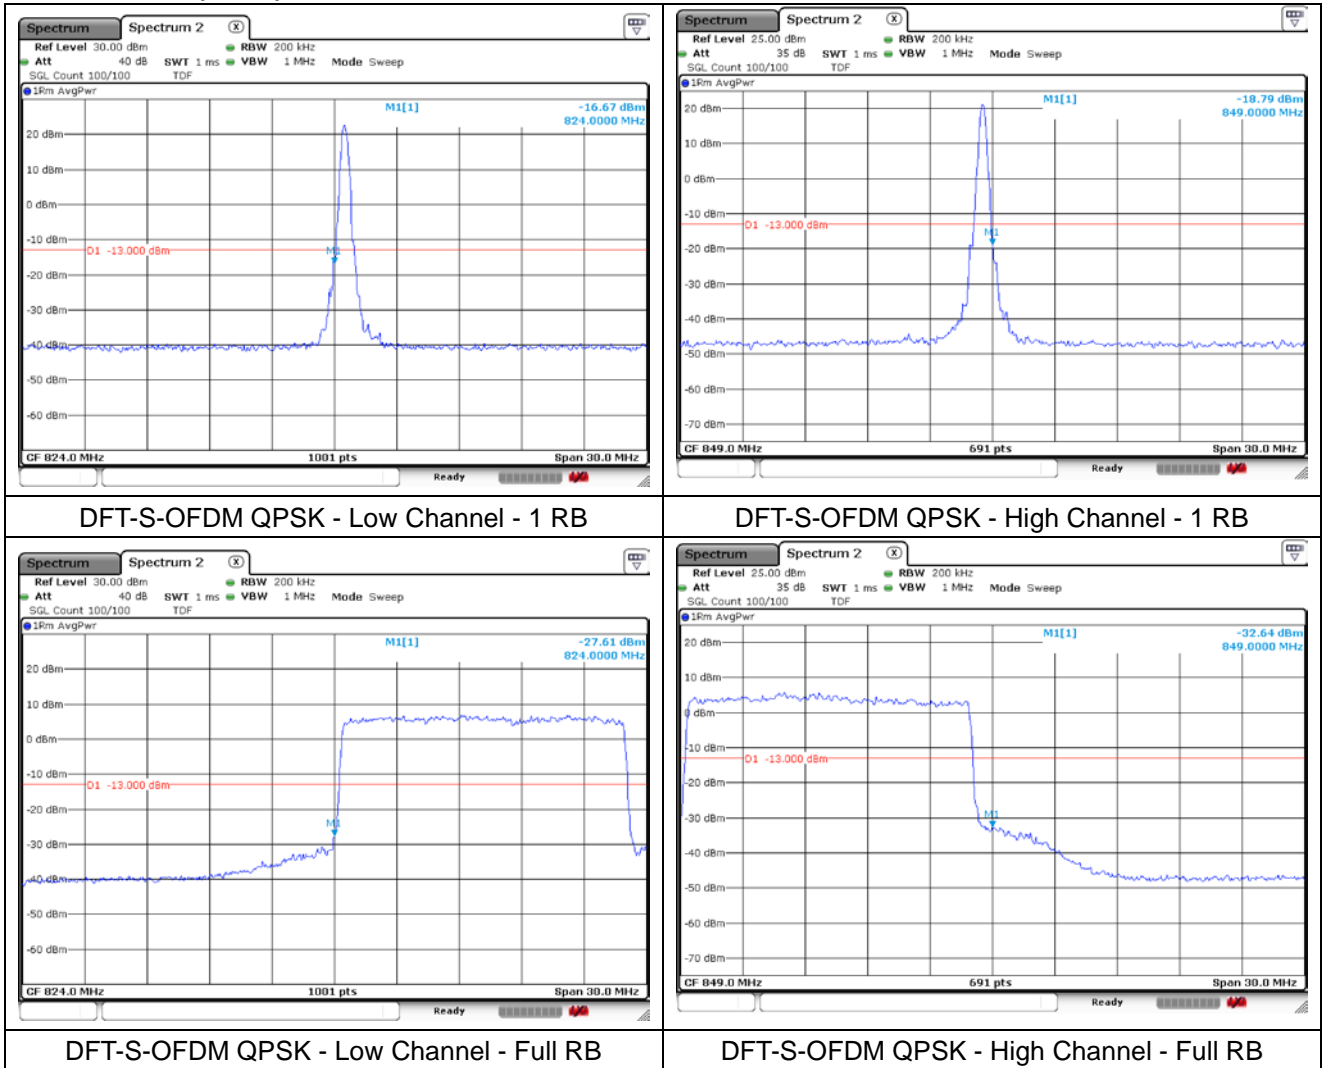 Spectrum Spectrum 2 X
Ref Level 30.00 dBm RBW 200 kHz
Att 40 dB SWT 1 ms VBW 1 MHz Mode Sweep
SGL Count 100/100 TDF
1Rm AvgPwr
M1[1] -16.67 dBm
824.0000 MHz
20 dBm
10 dBm
0 dBm
-10 dBm
D1 -13.000 dBm
M1
-20 dBm
-30 dBm
-40 dBm
-50 dBm
-60 dBm
CF 824.0 MHz 1001 pts Span 30.0 MHz
Ready
DFT-S-OFDM QPSK - Low Channel - 1 RB
Spectrum Spectrum 2 X
Ref Level 25.00 dBm RBW 200 kHz
Att 35 dB SWT 1 ms VBW 1 MHz Mode Sweep
SGL Count 100/100 TDF
1Rm AvgPwr
M1[1] -18.79 dBm
849.0000 MHz
20 dBm
10 dBm
0 dBm
-10 dBm
D1 -13.000 dBm
M1
-20 dBm
-30 dBm
-40 dBm
-50 dBm
-60 dBm
-70 dBm
CF 849.0 MHz 691 pts Span 30.0 MHz
Ready
DFT-S-OFDM QPSK - High Channel - 1 RB
Spectrum Spectrum 2 X
Ref Level 30.00 dBm RBW 200 kHz
Att 40 dB SWT 1 ms VBW 1 MHz Mode Sweep
SGL Count 100/100 TDF
1Rm AvgPwr
M1[1] -27.61 dBm
824.0000 MHz
20 dBm
10 dBm
0 dBm
-10 dBm
D1 -13.000 dBm
-20 dBm
M1
-30 dBm
-40 dBm
-50 dBm
-60 dBm
CF 824.0 MHz 1001 pts Span 30.0 MHz
Ready
DFT-S-OFDM QPSK - Low Channel - Full RB
Spectrum Spectrum 2 X
Ref Level 25.00 dBm RBW 200 kHz
Att 35 dB SWT 1 ms VBW 1 MHz Mode Sweep
SGL Count 100/100 TDF
1Rm AvgPwr
M1[1] -32.64 dBm
849.0000 MHz
20 dBm
10 dBm
0 dBm
-10 dBm
D1 -13.000 dBm
-20 dBm
M1
-30 dBm
-40 dBm
-50 dBm
-60 dBm
-70 dBm
CF 849.0 MHz 691 pts Span 30.0 MHz
Ready
DFT-S-OFDM QPSK - High Channel - Full RB